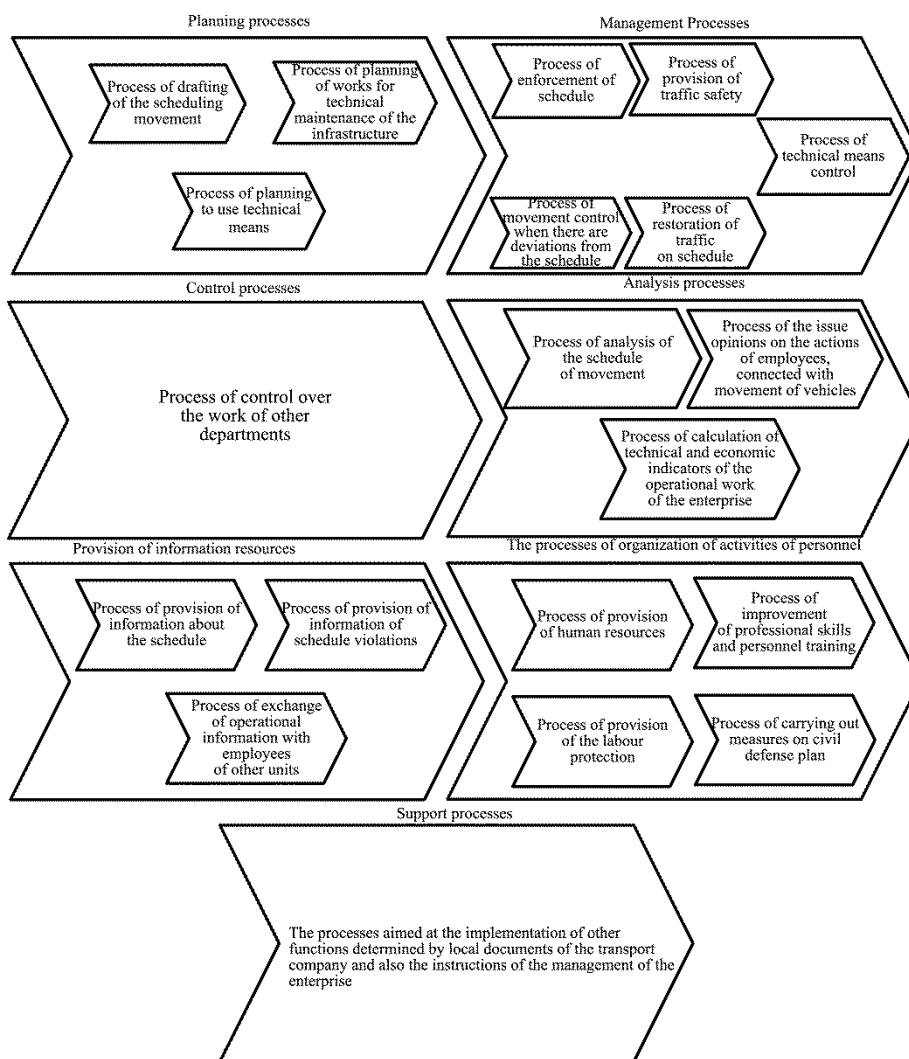 Planning processes
Process of drafting
of the scheduling
movement
Process of planning
of works for
technical
maintenance of the
infrastructure
Process of planning
to use technical
means
Management Processes
Process of
enforcement of
schedule
Process of
provision of
traffic safety
Process of
technical means
control
Process of
movement control
when there are
deviations from
the schedule
Process of
restoration of
traffic
on schedule
Control processes
Process of control over
the work of other
departments
Analysis processes
Process of analysis of
the schedule
of movement
Process of the issue
opinions on the actions
of employees,
connected with
movement of vehicles
Process of calculation of
technical and economic
indicators of the
operational work
of the enterprise
Provision of information resources
Process of provision of
information about
the schedule
Process of provision of
information of
schedule violations
Process of exchange
of operational
information with
employees
of other units
The processes of organization of activities of personnel
Process of provision
of human resources
Process of
improvement
of professional skills
and personnel training
Process of provision
of the labour
protection
Process of carrying out
measures on civil
defense plan
Support processes
The processes aimed at the implementation of other
functions determined by local documents of the transport
company and also the instructions of the management of the
enterprise